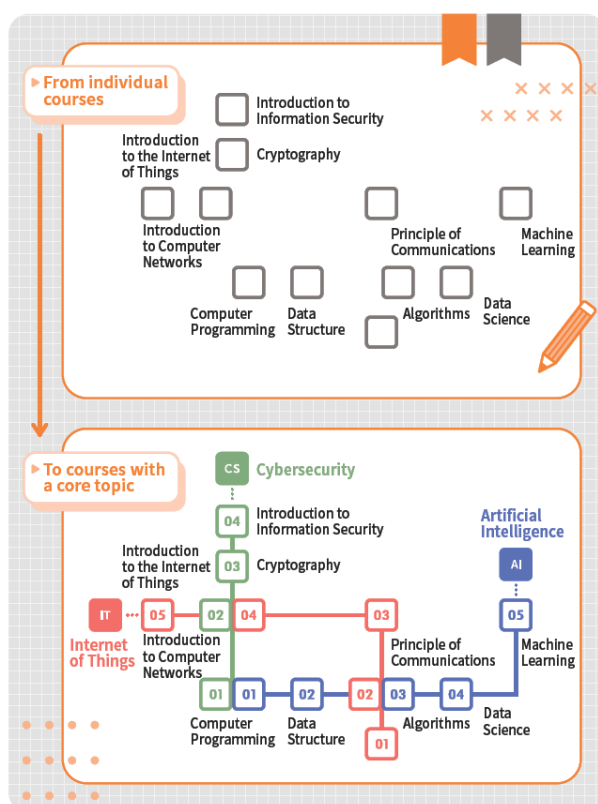 From individual
courses
Introduction to
Information Security
Introduction
to the Internet
of Things
Cryptography
Introduction
to Computer
Networks
Principle of
Communications
Machine
Learning
Computer
Programming
Data
Structure
Algorithms
Data
Science
To courses with
a core topic
CS
Cybersecurity
04
Introduction to
Information Security
Artificial
Intelligence
Introduction
to the Internet
of Things
03
Cryptography
AI
IT
05
02
04
03
05
Internet
of Things
Introduction
to Computer
Networks
Principle of
Communications
Machine
Learning
01
01
02
02
03
04
Computer
Programming
Data
Structure
Algorithms
Data
Science
01